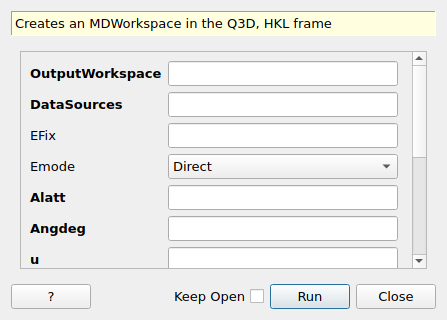 Creates an MDWorkspace in the Q3D, HKL frame
OutputWorkspace
DataSources
EFix
Emode Direct
Alatt
Angdeg
u
? Keep Open Run Close